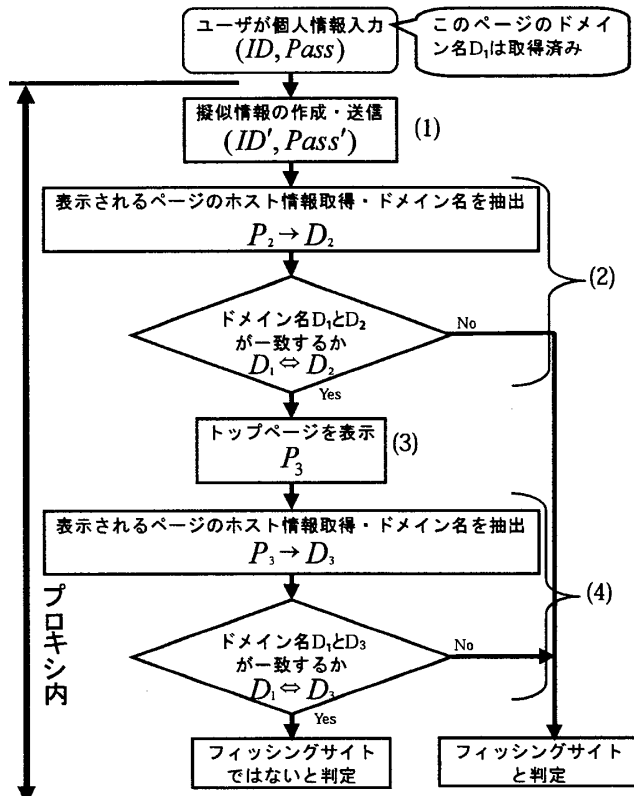 ユーザが個人情報入力
(ID, Pass)
このページのドメイ
ン名D₁は取得済み
擬似情報の作成・送信
(ID′, Pass′)
(1)
表示されるページのホスト情報取得・ドメイン名を抽出
P₂ → D₂
ドメイン名D₁とD₂
が一致するか
D₁ ⇔ D₂
No
(2)
Yes
トップページを表示
P₃
(3)
表示されるページのホスト情報取得・ドメイン名を抽出
P₃ → D₃
ドメイン名D₁とD₃
が一致するか
D₁ ⇔ D₃
No
(4)
Yes
プロキシ内
フィッシングサイト
ではないと判定
フィッシングサイト
と判定